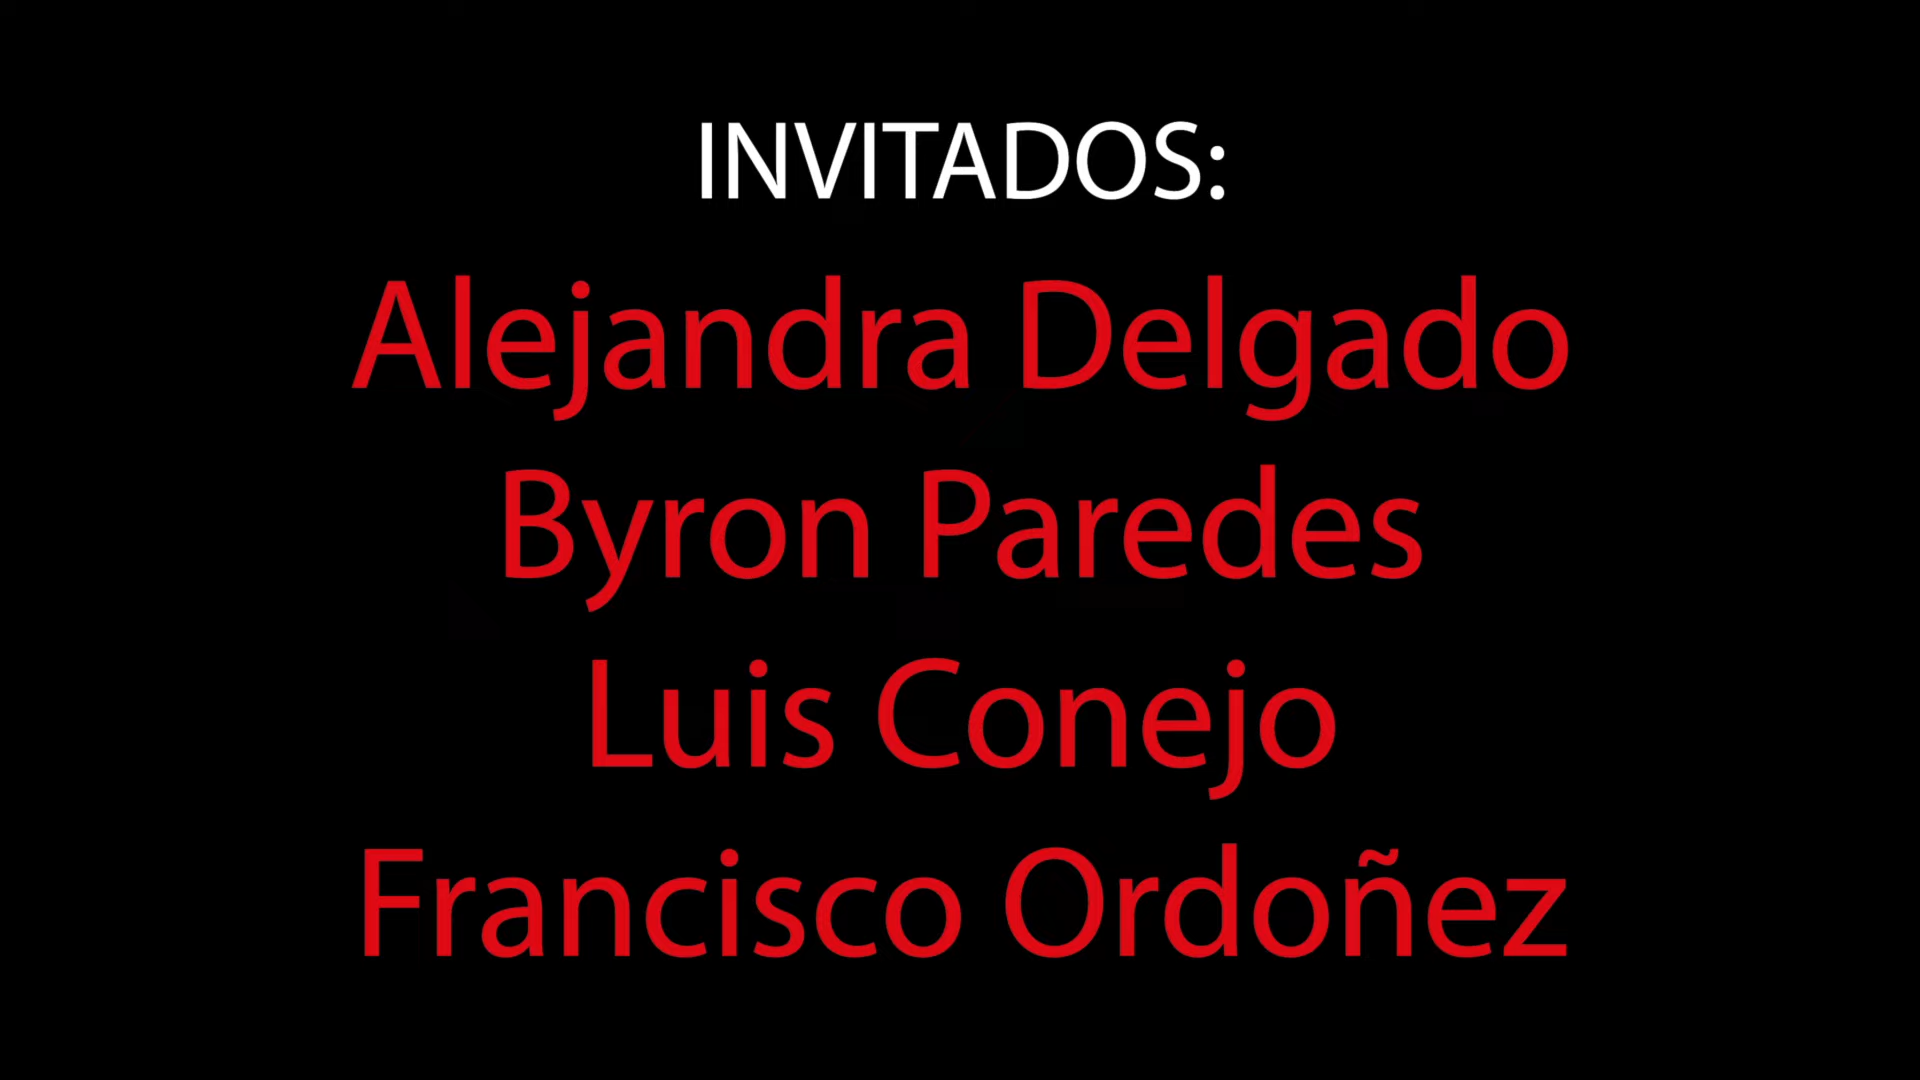 INVITADOS:
Alejandra Delgado
Byron Paredes
Luis Conejo
Francisco Ordoñez